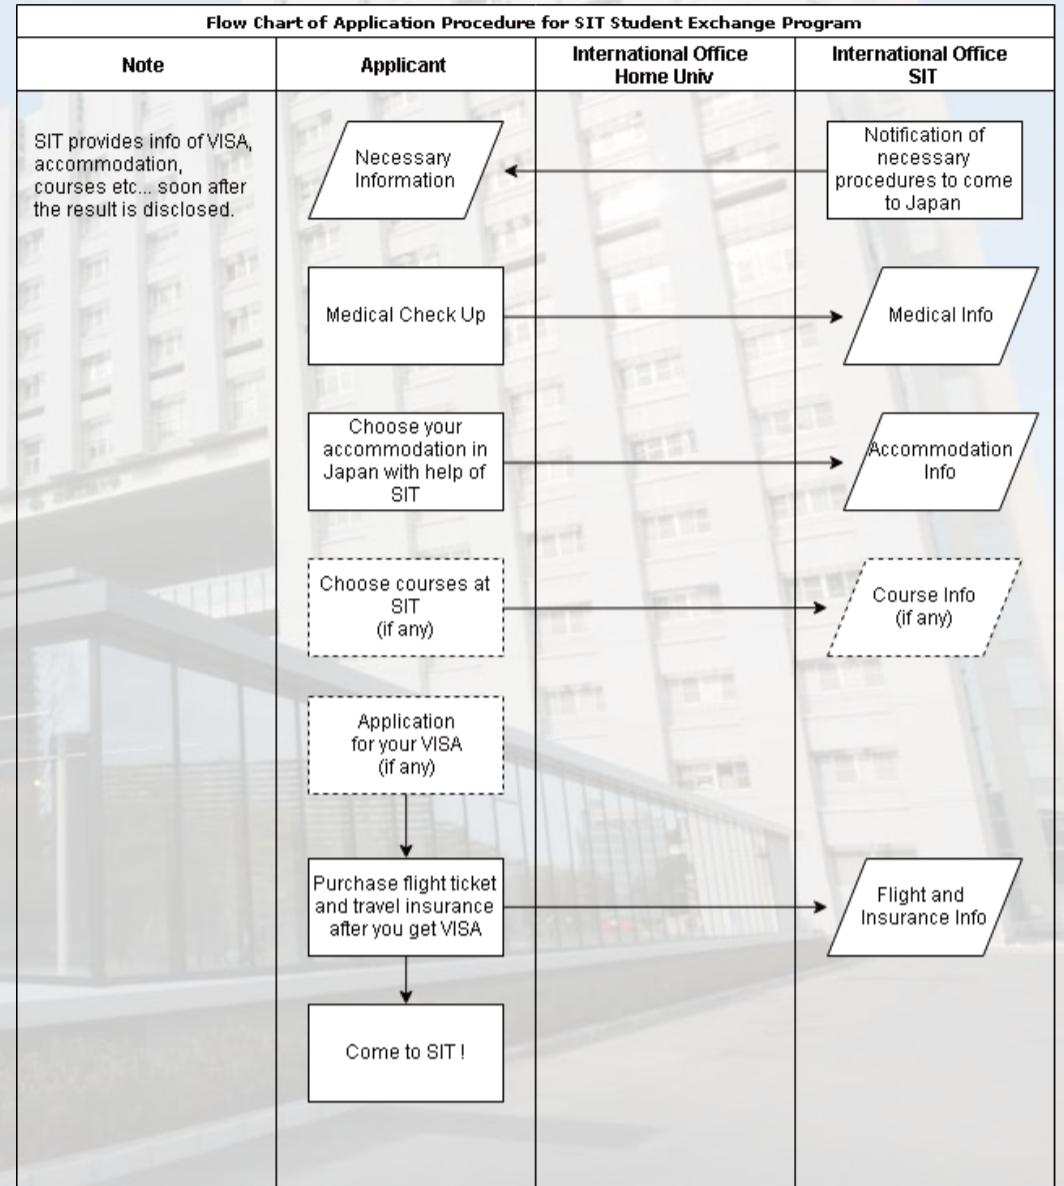 Flow Chart of Application Procedure for SIT Student Exchange Program
Note
Applicant
International Office
Home Univ
International Office
SIT
SIT provides info of VISA,
accommodation,
courses etc... soon after
the result is disclosed.
Necessary
Information
Notification of
necessary
procedures to come
to Japan
Medical Check Up
Medical Info
Choose your
accommodation in
Japan with help of
SIT
Accommodation
Info
Choose courses at
SIT
(if any)
Course Info
(if any)
Application
for your VISA
(if any)
Purchase flight ticket
and travel insurance
after you get VISA
Flight and
Insurance Info
Come to SIT !